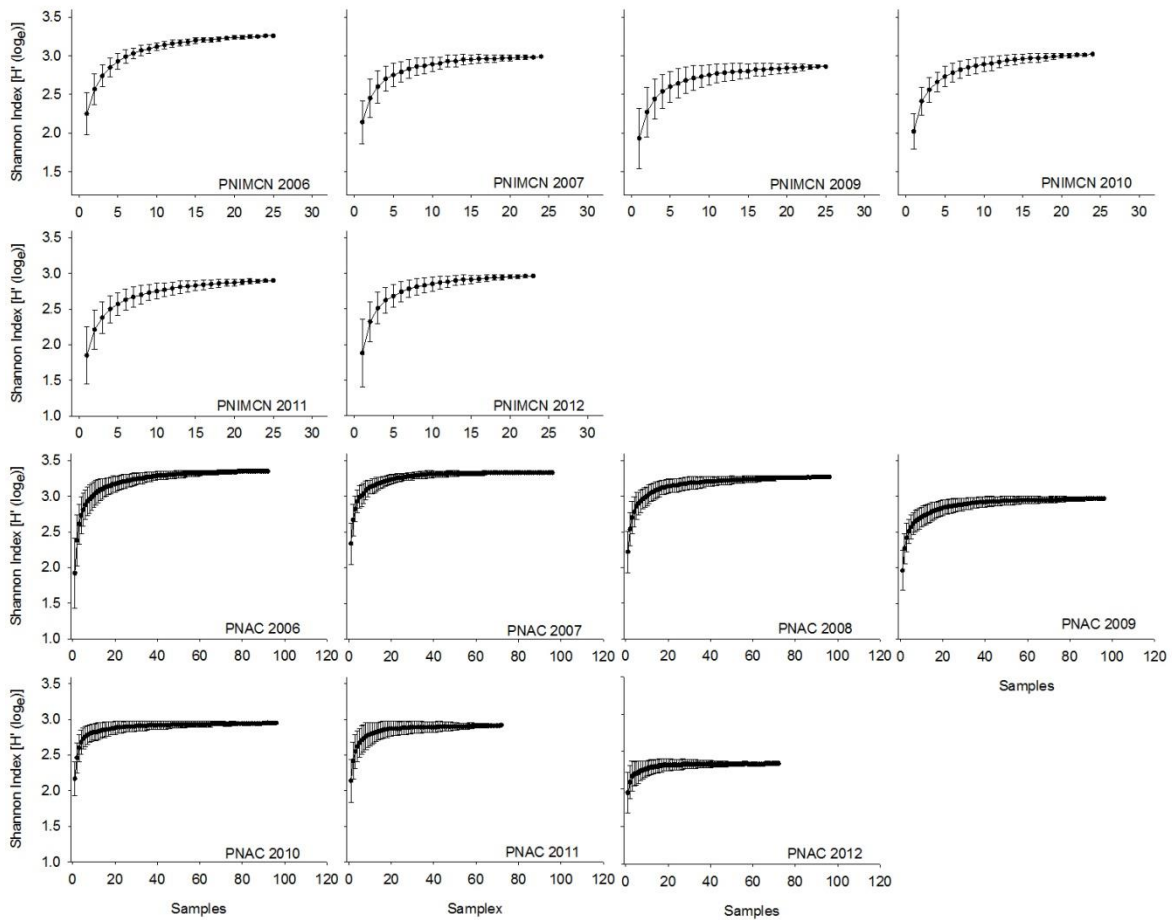 Shannon Index [H' (loge)]
3.5
3.0
2.5
2.0
1.5
PNIMCN 2006
PNIMCN 2007
PNIMCN 2009
PNIMCN 2010
0 5 10 15 20 25 30
0 5 10 15 20 25 30
0 5 10 15 20 25 30
0 5 10 15 20 25 30
Shannon Index [H' (loge)]
3.5
3.0
2.5
2.0
1.5
1.0
PNIMCN 2011
PNIMCN 2012
0 5 10 15 20 25 30
0 5 10 15 20 25 30
Shannon Index [H' (loge)]
3.5
3.0
2.5
2.0
1.5
1.0
PNAC 2006
PNAC 2007
PNAC 2008
PNAC 2009
0 20 40 60 80 100 120
0 20 40 60 80 100 120
0 20 40 60 80 100 120
0 20 40 60 80 100 120
Samples
Shannon Index [H' (loge)]
3.5
3.0
2.5
2.0
1.5
1.0
PNAC 2010
PNAC 2011
PNAC 2012
0 20 40 60 80 100 120
0 20 40 60 80 100 120
0 20 40 60 80 100 120
Samples
Samplex
Samples